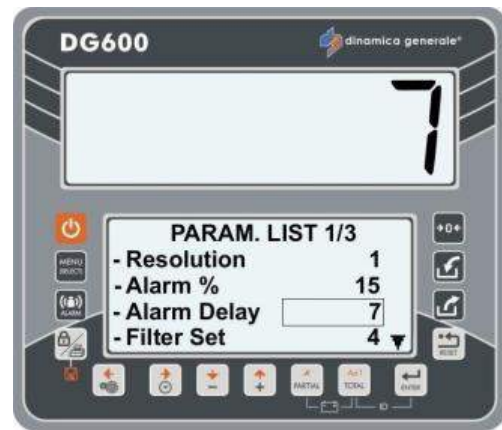 DG600
dinamica generale®
7
PARAM. LIST 1/3
- Resolution 1
- Alarm % 15
- Alarm Delay 7
- Filter Set 4
MENU
ALARM
→0←
RESET
PARTIAL
TOTAL
ENTER
ID